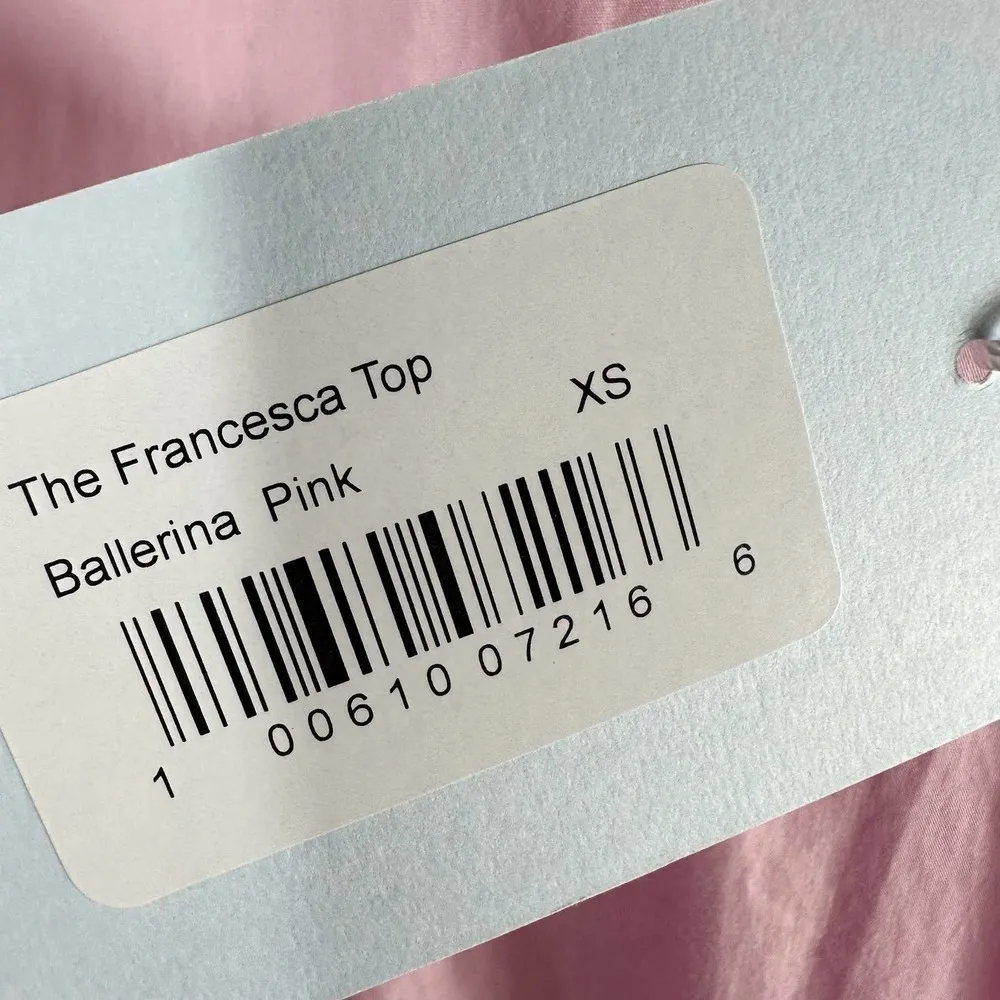 The Francesca Top
XS
Ballerina Pink
1 00610 07216 6